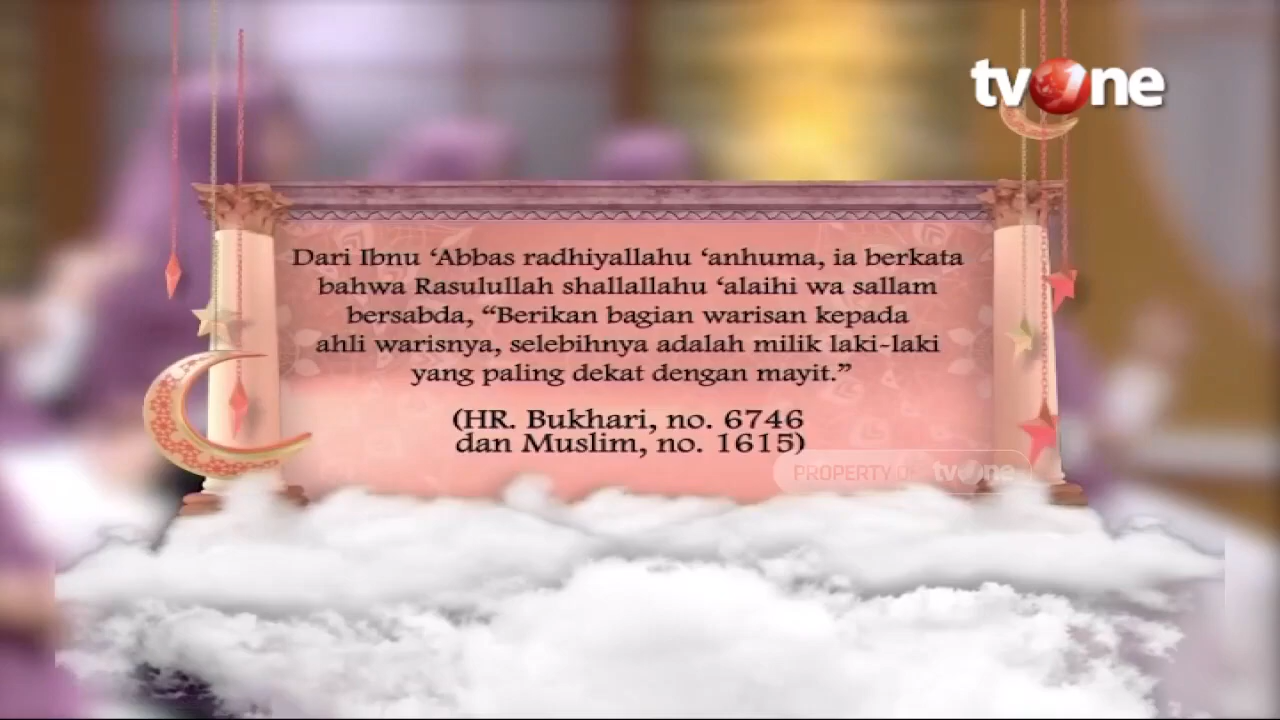 tvOne
Dari Ibnu ‘Abbas radhiyallahu ‘anhuma, ia berkata
bahwa Rasulullah shallallahu ‘alaihi wa sallam
bersabda, “Berikan bagian warisan kepada
ahli warisnya, selebihnya adalah milik laki-laki
yang paling dekat dengan mayit.”
(HR. Bukhari, no. 6746
dan Muslim, no. 1615)
PROPERTY OF tvOne